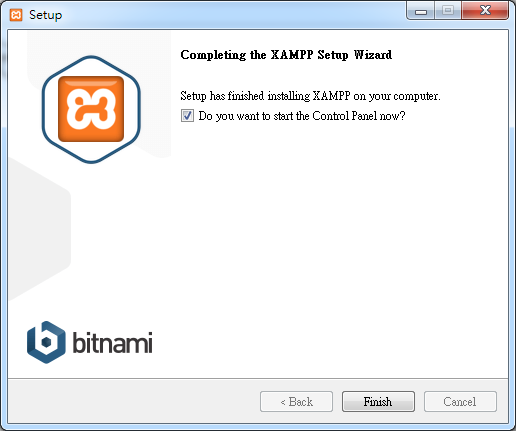 Setup
Completing the XAMPP Setup Wizard
Setup has finished installing XAMPP on your computer.
Do you want to start the Control Panel now?
bitnami
< Back
Finish
Cancel